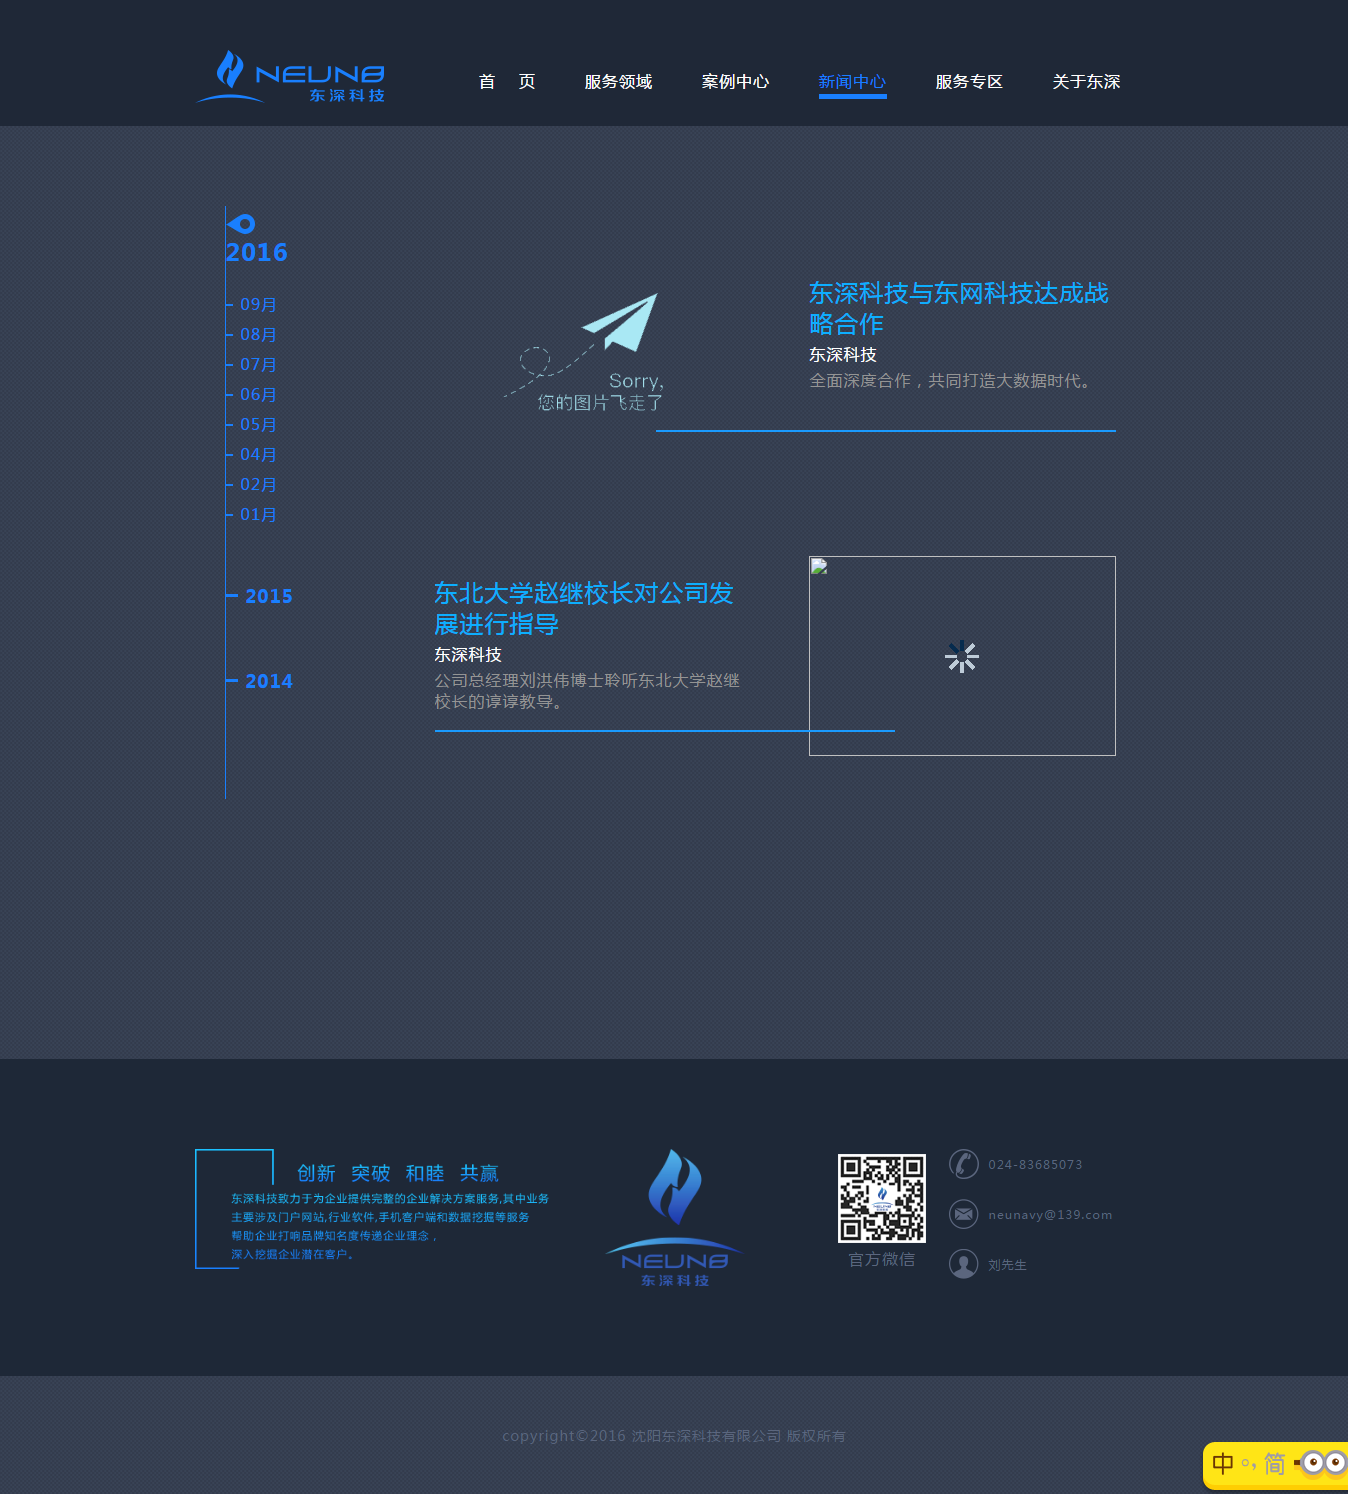 NEUN8
东深科技
首 页 服务领域 案例中心 新闻中心 服务专区 关于东深
2016
09月
08月
07月
06月
05月
04月
02月
01月
2015
2014
Sorry,
您的图片飞走了
东深科技与东网科技达成战
略合作
东深科技
全面深度合作，共同打造大数据时代。
东北大学赵继校长对公司发
展进行指导
东深科技
公司总经理刘洪伟博士聆听东北大学赵继
校长的谆谆教导。
创新 突破 和睦 共赢
东深科技致力于为企业提供完整的企业解决方案服务,其中业务
主要涉及门户网站,行业软件,手机客户端和数据挖掘等服务
帮助企业打响品牌知名度传递企业理念，
深入挖掘企业潜在客户。
NEUN8
东深科技
官方微信
024-83685073
neunavy@139.com
刘先生
copyright©2016 沈阳东深科技有限公司 版权所有
中 °, 简